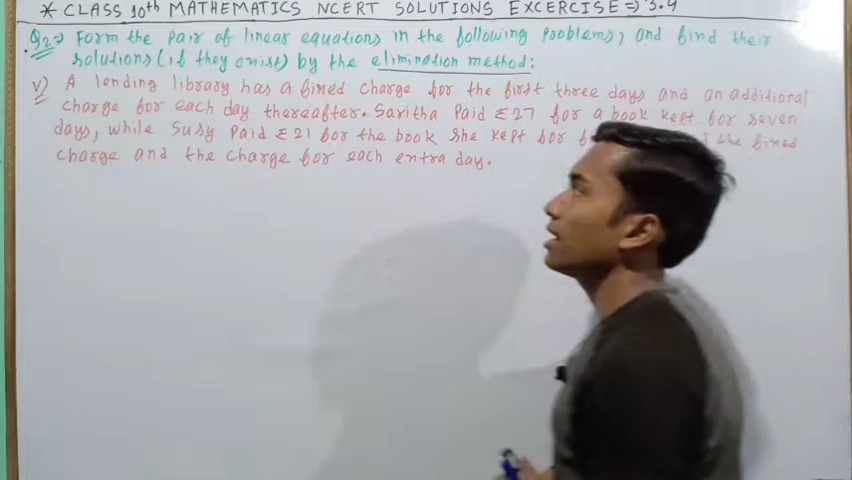 * CLASS 10th MATHEMATICS NCERT SOLUTIONS EXCERCISE ⇒ 3.4
Q2⇒ Form the pair of linear equations in the following problems, and find their
solutions (if they exist) by the elimination method:
v) A lending library has a fixed charge for the first three days and an additional
charge for each day thereafter. Saritha paid ₹27 for a book kept for seven
days, while Susy paid ₹21 for the book she kept for the fixed
charge and the charge for each extra day.